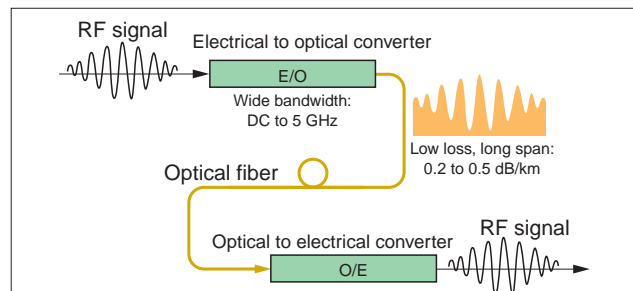 RF signal
Electrical to optical converter
E/O
Wide bandwidth:
DC to 5 GHz
Low loss, long span:
0.2 to 0.5 dB/km
Optical fiber
RF signal
Optical to electrical converter
O/E